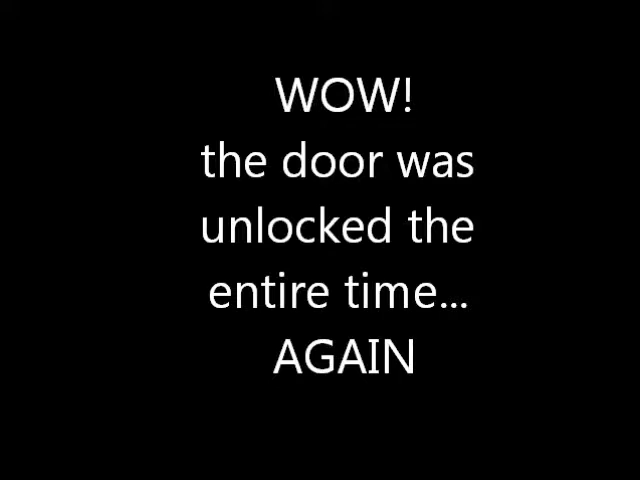 WOW!
the door was
unlocked the
entire time...
AGAIN